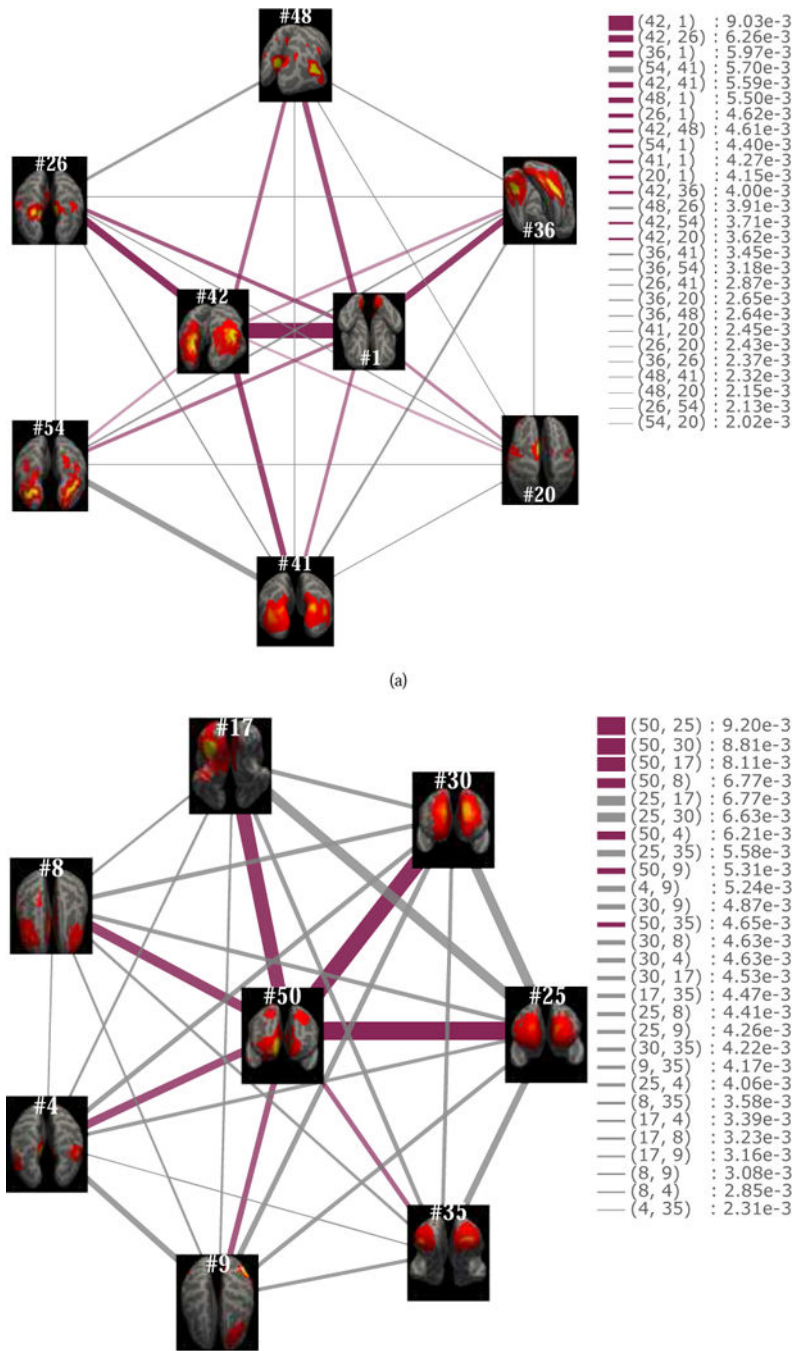 #48
#26
#36
#42
#1
#54
#20
#41
(42, 1) : 9.03e-3
(42, 26) : 6.26e-3
(36, 1) : 5.97e-3
(54, 41) : 5.70e-3
(42, 41) : 5.59e-3
(48, 1) : 5.50e-3
(26, 1) : 4.62e-3
(42, 48) : 4.61e-3
(54, 1) : 4.40e-3
(41, 1) : 4.27e-3
(20, 1) : 4.15e-3
(42, 36) : 4.00e-3
(48, 26) : 3.91e-3
(42, 54) : 3.71e-3
(42, 20) : 3.62e-3
(36, 41) : 3.45e-3
(36, 54) : 3.18e-3
(26, 41) : 2.87e-3
(36, 20) : 2.65e-3
(36, 48) : 2.64e-3
(41, 20) : 2.45e-3
(26, 20) : 2.43e-3
(36, 26) : 2.37e-3
(48, 41) : 2.32e-3
(48, 20) : 2.15e-3
(26, 54) : 2.13e-3
(54, 20) : 2.02e-3
(a)
#17
#30
#8
#50
#25
#4
#35
#9
(50, 25) : 9.20e-3
(50, 30) : 8.81e-3
(50, 17) : 8.11e-3
(50, 8) : 6.77e-3
(25, 17) : 6.77e-3
(25, 30) : 6.63e-3
(50, 4) : 6.21e-3
(25, 35) : 5.58e-3
(50, 9) : 5.31e-3
(4, 9) : 5.24e-3
(30, 9) : 4.87e-3
(50, 35) : 4.65e-3
(30, 8) : 4.63e-3
(30, 4) : 4.63e-3
(30, 17) : 4.53e-3
(17, 35) : 4.47e-3
(25, 8) : 4.41e-3
(25, 9) : 4.26e-3
(30, 35) : 4.22e-3
(9, 35) : 4.17e-3
(25, 4) : 4.06e-3
(8, 35) : 3.58e-3
(17, 4) : 3.39e-3
(17, 8) : 3.23e-3
(17, 9) : 3.16e-3
(8, 9) : 3.08e-3
(8, 4) : 2.85e-3
(4, 35) : 2.31e-3